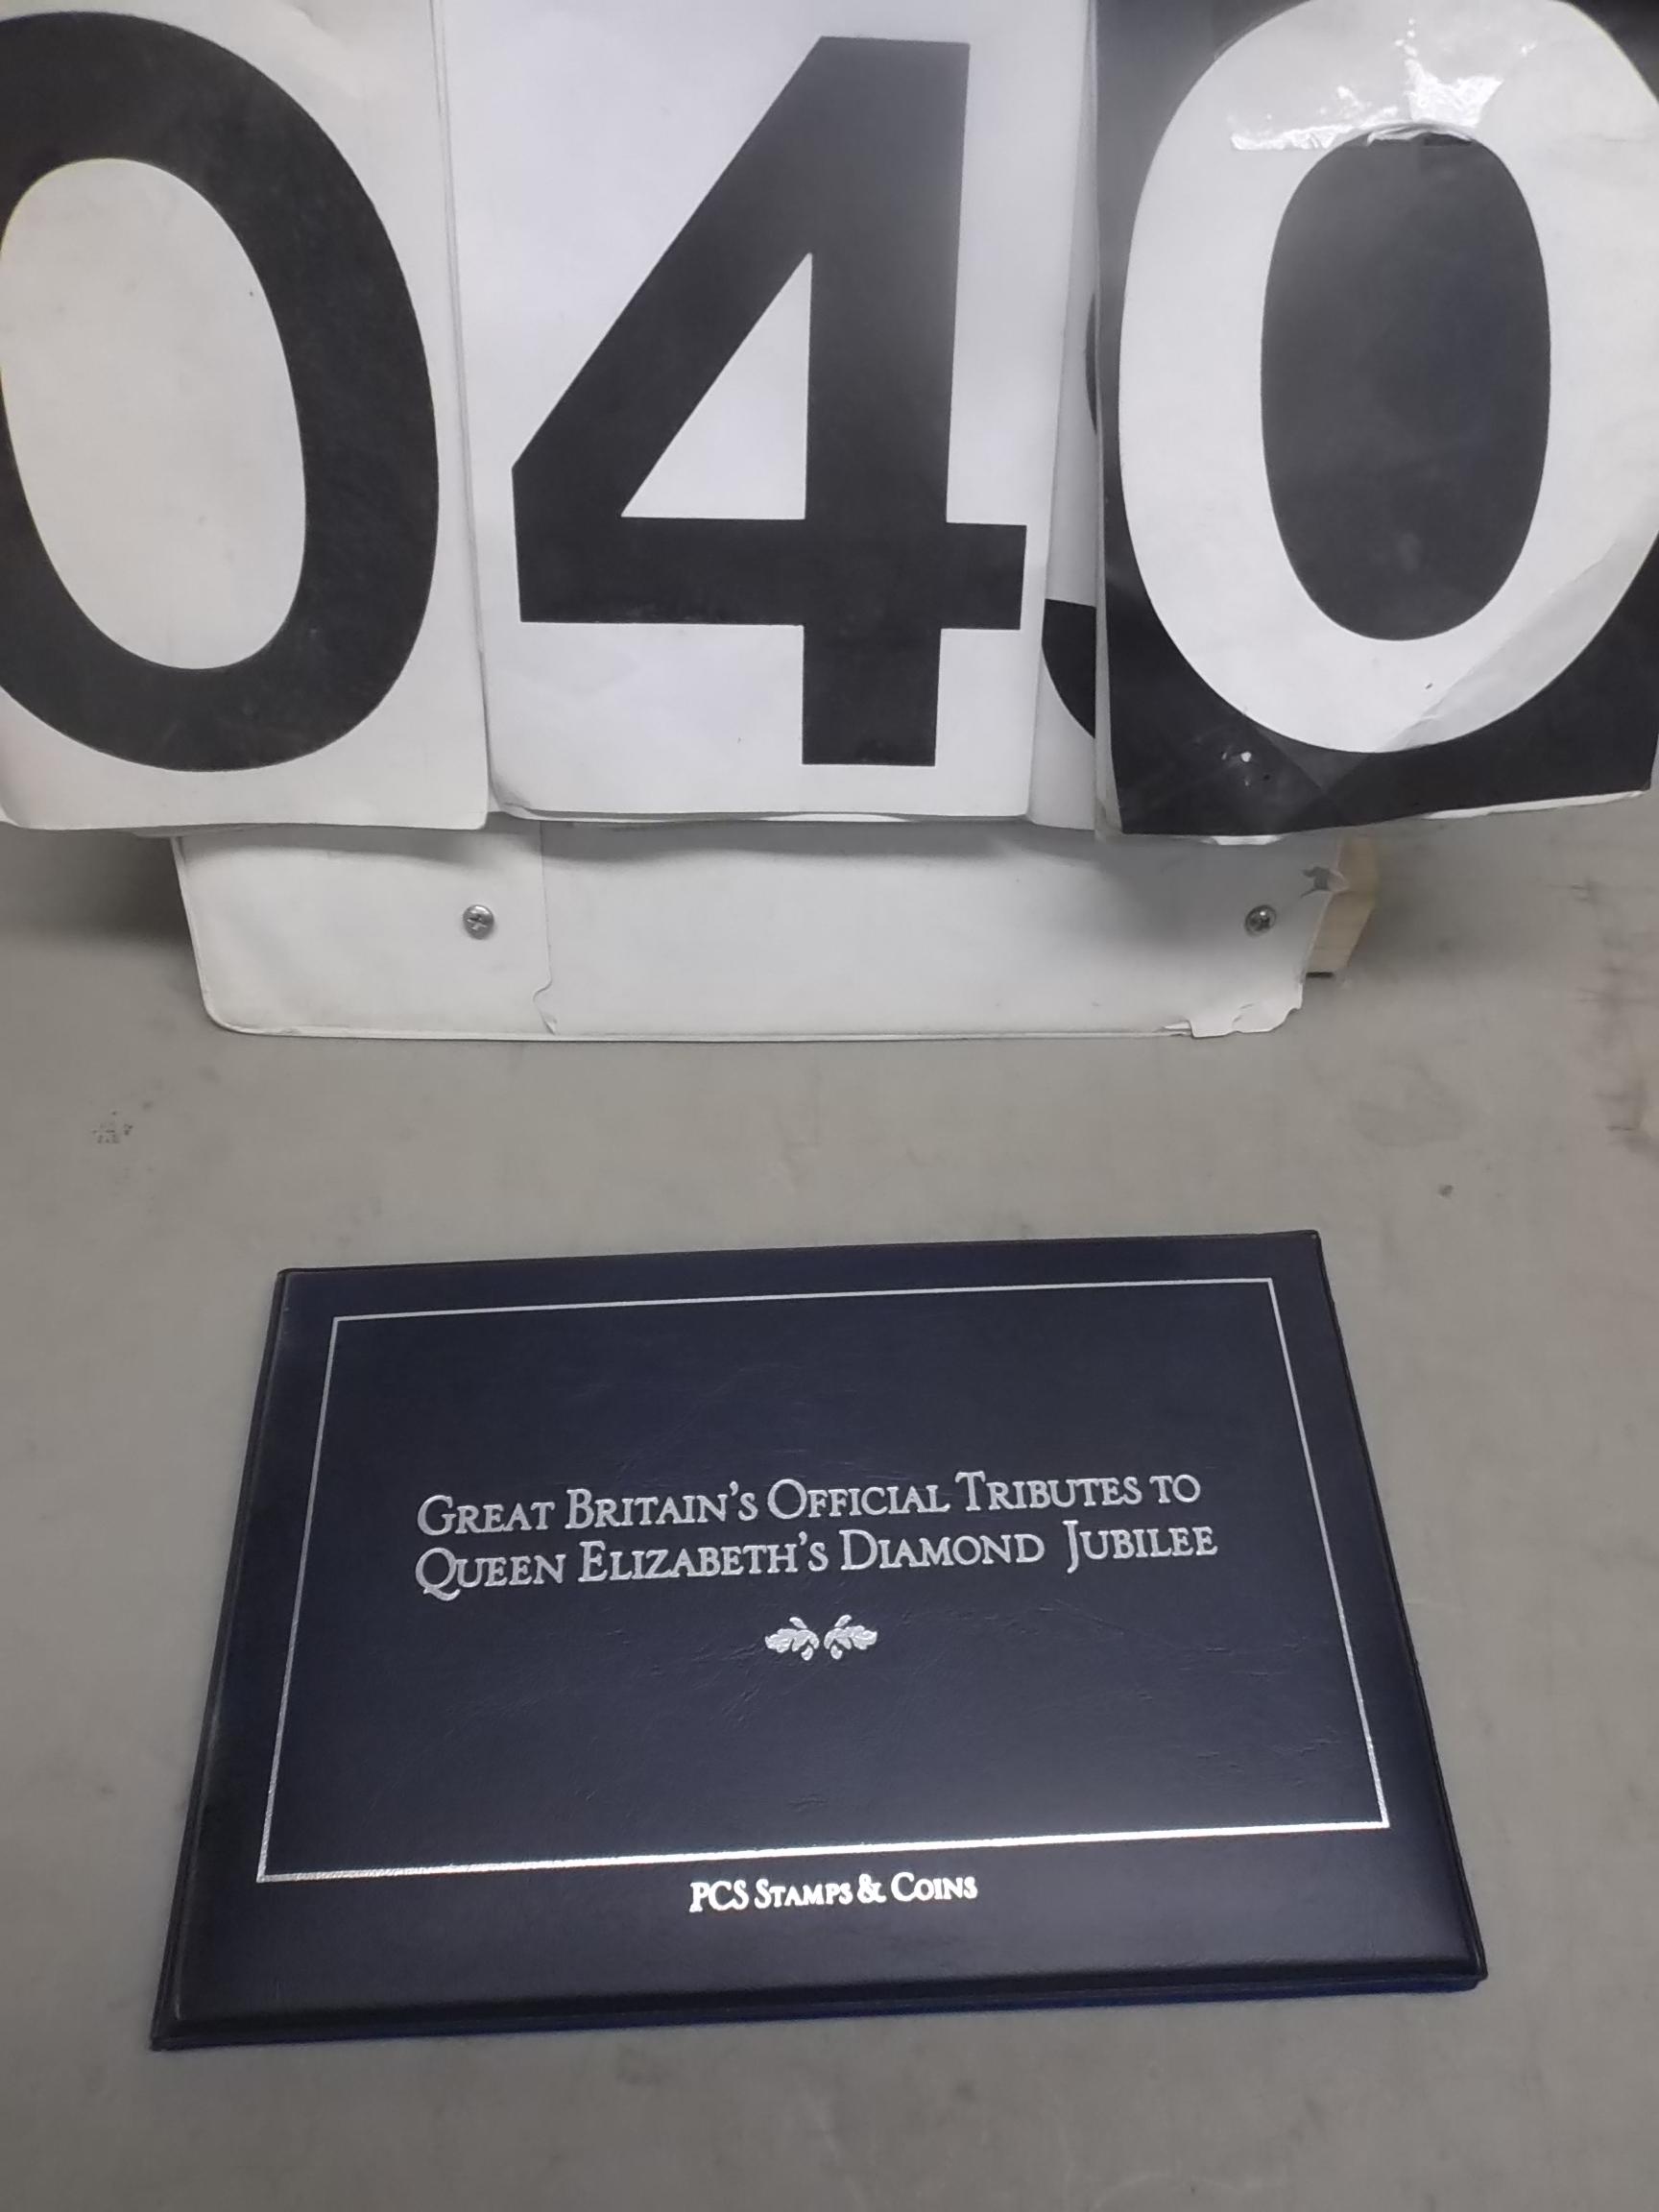 040
GREAT BRITAIN'S OFFICIAL TRIBUTES TO
QUEEN ELIZABETH'S DIAMOND JUBILEE
PCS STAMPS & COINS